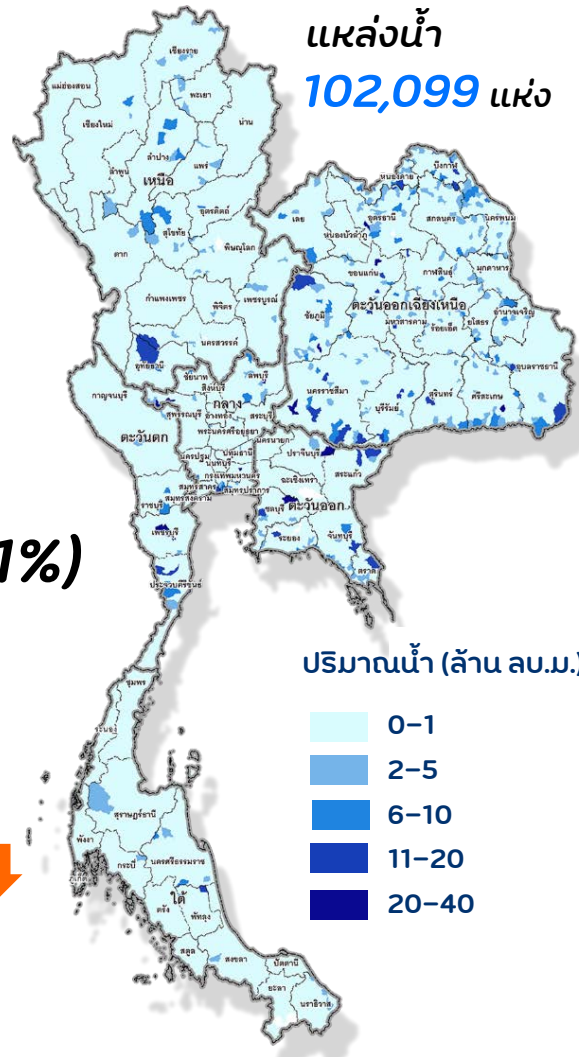 แหล่งน้ำ
102,099 แห่ง
เชียงราย
แม่ฮ่องสอน
พะเยา
เชียงใหม่
น่าน
ลำปาง
แพร่
ลำพูน
เหนือ
อุตรดิตถ์
สุโขทัย
ตาก
พิษณุโลก
กำแพงเพชร
พิจิตร
เพชรบูรณ์
นครสวรรค์
อุทัยธานี
บึงกาฬ
หนองคาย
เลย
อุดรธานี
สกลนคร
นครพนม
หนองบัวลำภู
ขอนแก่น
กาฬสินธุ์
มุกดาหาร
ตะวันออกเฉียงเหนือ
ชัยภูมิ
มหาสารคาม
ร้อยเอ็ด
ยโสธร
อำนาจเจริญ
อุบลราชธานี
นครราชสีมา
บุรีรัมย์
สุรินทร์
ศรีสะเกษ
กาญจนบุรี
ชัยนาท
ลพบุรี
สิงห์บุรี
กลาง
สุพรรณบุรี
อ่างทอง
สระบุรี
พระนครศรีอยุธยา
นครนายก
ตะวันตก
ปทุมธานี
ปราจีนบุรี
นครปฐม
นนทบุรี
สระแก้ว
กรุงเทพมหานคร
ฉะเชิงเทรา
สมุทรสาคร
สมุทรปราการ
ราชบุรี
สมุทรสงคราม
ชลบุรี
ตะวันออก
เพชรบุรี
ระยอง
จันทบุรี
ตราด
1%)
ประจวบคีรีขันธ์
ปริมาณน้ำ (ล้าน ลบ.ม.)
0–1
2–5
6–10
11–20
20–40
ชุมพร
ระนอง
สุราษฎร์ธานี
พังงา
กระบี่
นครศรีธรรมราช
ภูเก็ต
ใต้
ตรัง
พัทลุง
สตูล
สงขลา
ปัตตานี
ยะลา
นราธิวาส